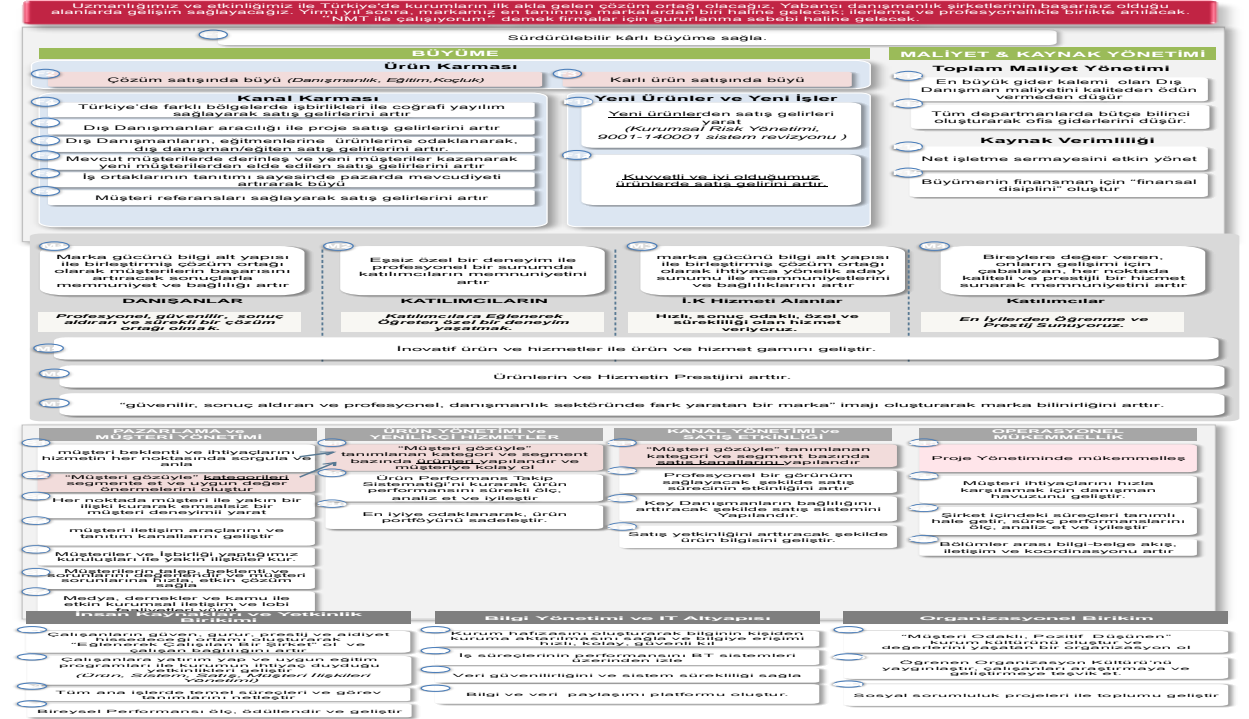 Uzmanlığımız ve etkinliğimiz ile Türkiye'de kurumların ilk akla gelen çözüm ortağı olacağız, Yabancı danışmanlık şirketlerinin başarısız olduğu
alanlarda gelişim sağlayacağız. Yirmi yıl sonra, markamız en tanınmış markalardan biri haline gelecek; ilerleme ve profesyonellikle birlikte anılacak.
"NMT ile çalışıyorum" demek firmalar için gururlanma sebebi haline gelecek.
Sürdürülebilir kârlı büyüme sağla.
BÜYÜME
Ürün Karması
Çözüm satışında büyü (Danışmanlık, Eğitim,Koçluk)
Karlı ürün satışında büyü
Kanal Karması
Türkiye'de farklı bölgelerde işbirlikleri ile coğrafi yayılım
sağlayarak satış gelirlerini artır
Dış Danışmanlar aracılığı ile proje satış gelirlerini artır
Dış Danışmanların, eğitmenlerine ürünlerine odaklanarak,
dış danışman/eğiten satış gelirlerini artır.
Mevcut müşterilerde derinleş ve yeni müşteriler kazanarak
yeni müşterilerden elde edilen satış gelirlerini artır
İş ortaklarının tanıtımı sayesinde pazarda mevcudiyeti
artırarak büyü
Müşteri referansları sağlayarak satış gelirlerini artır
Yeni Ürünler ve Yeni İşler
Yeni ürünlerden satış gelirleri
yarat
(Kurumsal Risk Yönetimi,
9001-140001 sistem revizyonu )
Kuvvetli ve iyi olduğumuz
ürünlerde satış gelirini artır.
MALİYET & KAYNAK YÖNETİMİ
Toplam Maliyet Yönetimi
En büyük gider kalemi olan Dış
Danışman maliyetini kaliteden ödün
vermeden düşür
Tüm departmanlarda bütçe bilinci
oluşturarak ofis giderlerini düşür.
Kaynak Verimliliği
Net işletme sermayesini etkin yönet
Büyümenin finansman için "finansal
disiplini" oluştur
Marka gücünü bilgi alt yapısı
ile birleştirmiş çözüm ortağı
olarak müşterilerin başarısını
artıracak sonuçlarla
memnuniyet ve bağlılığı artır
DANIŞANLAR
Profesyonel, güvenilir, sonuç
aldıran ve sürekli bir çözüm
ortağı olmak.
Eşsiz özel bir deneyim ile
profesyonel bir sunumda
katılımcıların memnuniyetini
artır
KATILIMCILARIN
Katılımcılara Eğlenerek
Öğreten özel bir deneyim
yaşatmak.
marka gücünü bilgi alt yapısı
ile birleştirmiş çözüm ortağı
olarak ihtiyaca yönelik aday
sunumu ile memnuniyetlerini
ve bağlılıklarını artır
İ.K Hizmeti Alanlar
Hızlı, sonuç odaklı, özel ve
sürekliliği olan hizmet
veriyoruz.
Bireylere değer veren,
onların gelişimi için
çabalayan, her noktada
kaliteli ve prestijli bir hizmet
sunarak memnuniyetini artır
Katılımcılar
En İyilerden Öğrenme ve
Prestij Sunuyoruz.
İnovatif ürün ve hizmetler ile ürün ve hizmet gamını geliştir.
Ürünlerin ve Hizmetin Prestijini arttır.
"güvenilir, sonuç aldıran ve profesyonel, danışmanlık sektöründe fark yaratan bir marka" imajı oluşturarak marka bilinirliğini arttır.
PAZARLAMA ve
MÜŞTERİ YÖNETİMİ
müşteri beklenti ve ihtiyaçlarını
hizmetin her noktasında sorgula ve
anla
"Müşteri gözüyle" kategorileri
segmente et ve uygun değer
önermelerini oluştur
Her noktada müşteri ile yakın bir
ilişki kurarak emsalsiz bir
müşteri deneyimi yarat
müşteri iletişim araçlarını ve
tanıtım kanallarını geliştir
Müşteriler ve İşbirliği yaptığımız
kuruluşları ile yakın ilişkiler kur.
Müşterilerin talep, beklenti ve
sorunlarını değerlendir ve müşteri
sorunlarına hızla, etkin çözüm
sağla
Medya, dernekler ve kamu ile
etkin kurumsal iletişim ve lobi
faaliyetleri yürüt
ÜRÜN YÖNETİMİ ve
YENİLİKÇİ HİZMETLER
"Müşteri gözüyle"
tanımlanan kategori ve segment
bazında ürünleri yapılandır ve
müşteriye kolay ol
Ürün Performans Takip
Sistematiği'ni kurarak ürün
performansını sürekli ölç,
analiz et ve iyileştir
En iyiye odaklanarak, ürün
portföyünü sadeleştir.
KANAL YÖNETİMİ ve
SATIŞ ETKİNLİĞİ
"Müşteri gözüyle" tanımlanan
kategori ve segment bazında
satış kanallarını yapılandır
Profesyonel bir görünüm
sağlayacak şekilde satış
sürecinin etkinliğini artır
Key Danışmanların bağlılığını
arttıracak şekilde satış sistemini
Yapılandır.
Satış yetkinliğini arttıracak şekilde
ürün bilgisini geliştir.
OPERASYONEL
MÜKEMMELLİK
Proje Yönetiminde mükemmelleş
Müşteri ihtiyaçlarını hızla
karşılamak için danışman
havuzunu geliştir.
Şirket içindeki süreçleri tanımlı
hale getir, süreç performanslarını
ölç, analiz et ve iyileştir
Bölümler arası bilgi-belge akış,
iletişim ve koordinasyonu artır
İnsan Kaynakları ve Yetkinlik
Birikimi
Çalışanların güven, gurur, prestij ve aidiyet
hissedeceği ortamı oluşturarak
"Eğlenerek Çalışılan Bir Şirket" ol ve
çalışan bağlılığını artır
Çalışanlara yatırım yap ve uygun eğitim
programları ile kurumun ihtiyaç duyduğu
yetkinlikleri geliştir
(Ürün, Sistem, Satış, Müşteri İlişkileri
Yönetimi)
Tüm ana işlerde temel süreçleri ve görev
tanımlarını netleştir
Bireysel Performansı ölç, ödüllendir ve geliştir
Bilgi Yönetimi ve IT Altyapısı
Kurum hafızasını oluşturarak bilginin kişiden
kuruma aktarılmasını sağla ve bilgiye erişimi
hızlı, kolay, güvenli kıl
İş süreçlerinin performansını BT sistemleri
üzerinden izle
Veri güvenilirliğini ve sistem sürekliliği sağla
Bilgi ve veri paylaşımı platformu oluştur.
Organizasyonel Birikim
"Müşteri Odaklı, Pozitif Düşünen"
kurum kültürünü oluştur ve
değerlerini yaşatan bir organizasyon ol
Öğrenen Organizasyon Kültürü'nü
yaygınlaştır, çalışanları araştırmaya ve
geliştirmeye teşvik et.
Sosyal sorumluluk projeleri ile toplumu geliştir